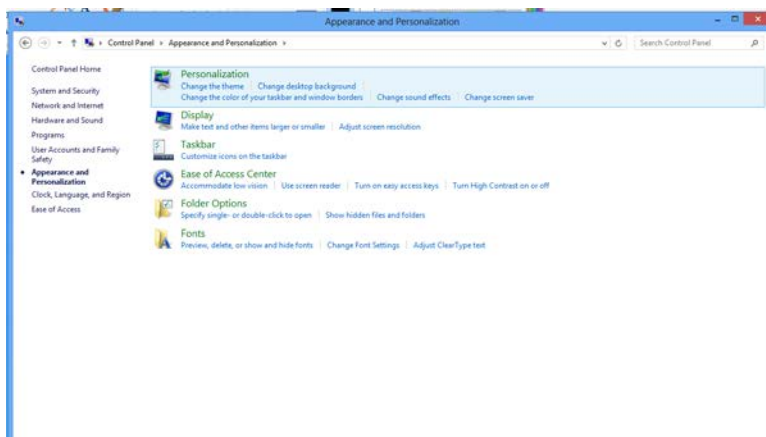 Appearance and Personalization
Control Panel
Appearance and Personalization
Search Control Panel
Control Panel Home
System and Security
Network and Internet
Hardware and Sound
Programs
User Accounts and Family
Safety
Appearance and
Personalization
Clock, Language, and Region
Ease of Access
Personalization
Change the theme
Change desktop background
Change the color of your taskbar and window borders
Change sound effects
Change screen saver
Display
Make text and other items larger or smaller
Adjust screen resolution
Taskbar
Customize icons on the taskbar
Ease of Access Center
Accommodate low vision
Use screen reader
Turn on easy access keys
Turn High Contrast on or off
Folder Options
Specify single- or double-click to open
Show hidden files and folders
Fonts
Preview, delete, or show and hide fonts
Change Font Settings
Adjust ClearType text